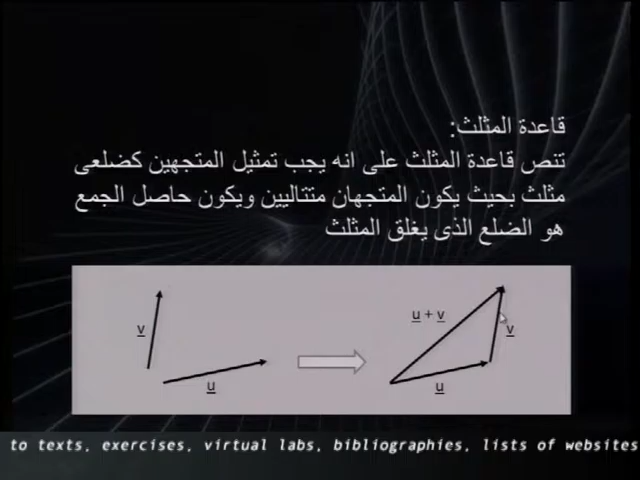 قاعدة المثلث:
تنص قاعدة المثلث على انه يجب تمثيل المتجهين كضلعى
مثلث بحيث يكون المتجهان متتاليين ويكون حاصل الجمع
هو الضلع الذى يغلق المثلث
v
u
u + v
v
u
to texts, exercises, virtual labs, bibliographies, lists of websites